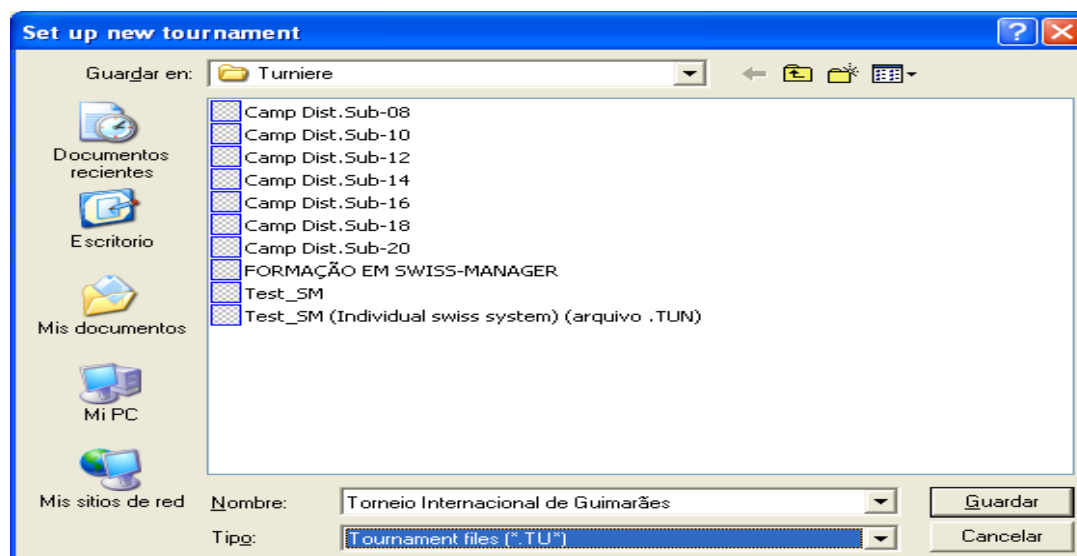 Set up new tournament
Guardar en: Turniere
Documentos
recientes
Escritorio
Mis documentos
Mi PC
Mis sitios de red
Camp Dist.Sub-08
Camp Dist.Sub-10
Camp Dist.Sub-12
Camp Dist.Sub-14
Camp Dist.Sub-16
Camp Dist.Sub-18
Camp Dist.Sub-20
FORMAÇÃO EM SWISS-MANAGER
Test_SM
Test_SM (Individual swiss system) (arquivo .TUN)
Nombre: Torneio Internacional de Guimarães Guardar
Tipo: Tournament files (*.TU*) Cancelar